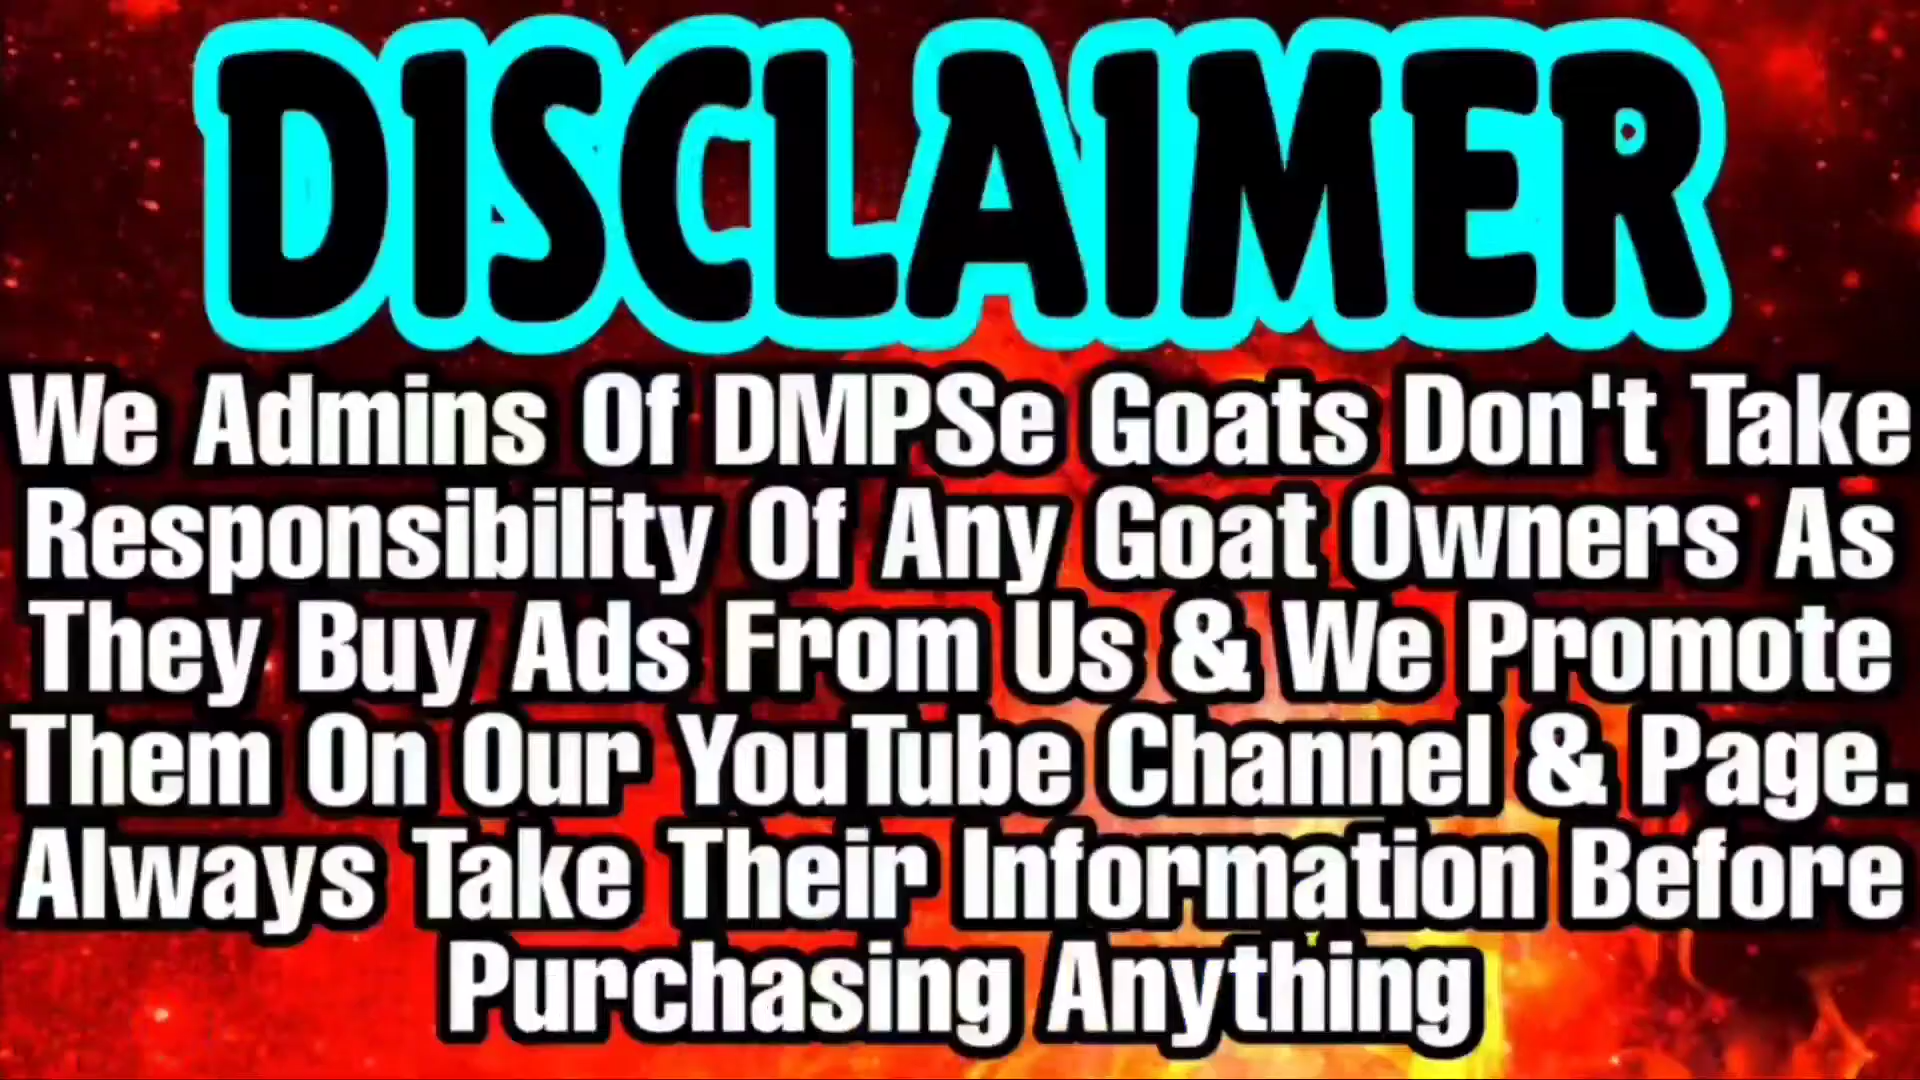 DISCLAIMER
We Admins Of DMPSe Goats Don't Take
Responsibility Of Any Goat Owners As
They Buy Ads From Us & We Promote
Them On Our YouTube Channel & Page.
Always Take Their Information Before
Purchasing Anything